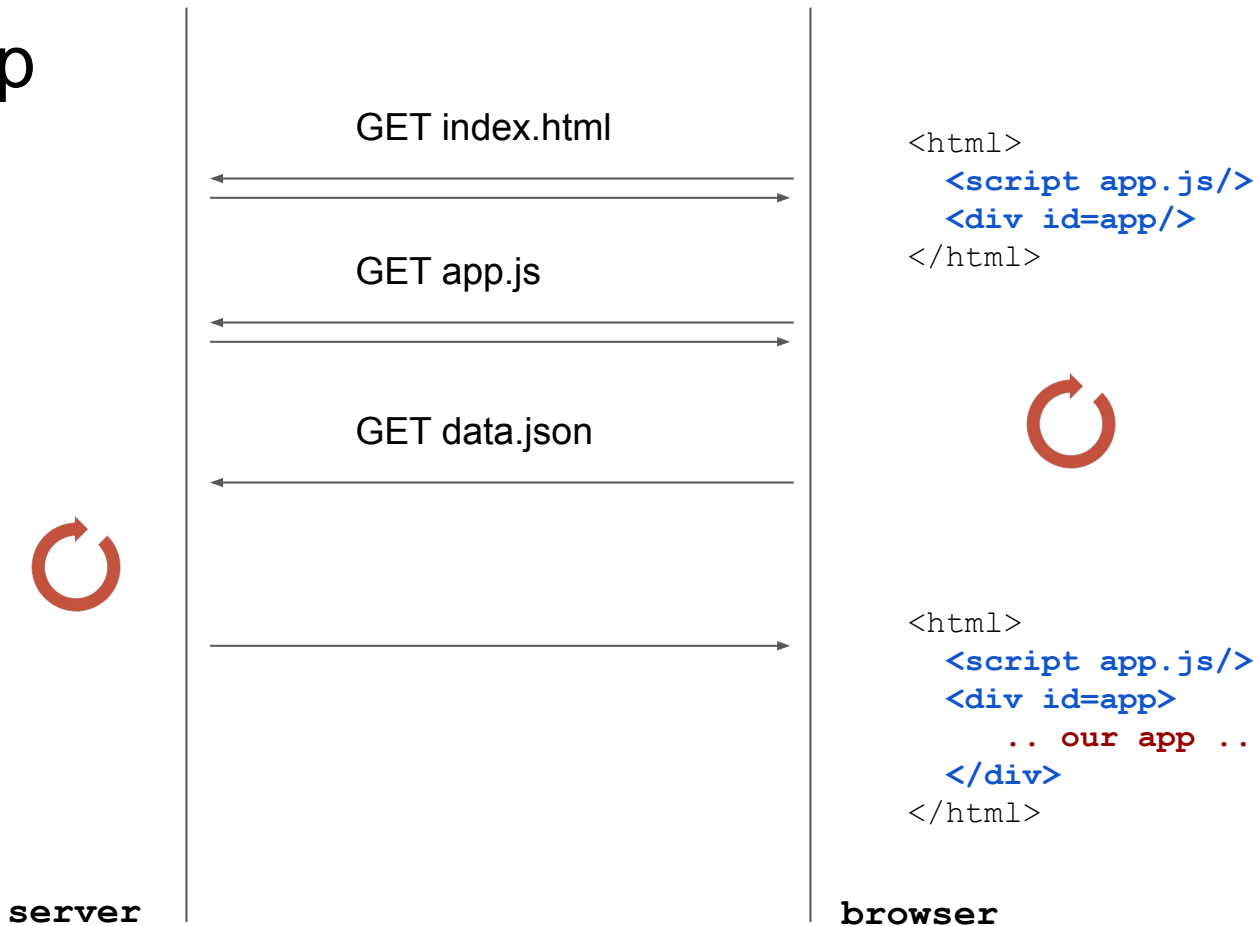 p
GET index.html
<html>
<script app.js/>
<div id=app/>
</html>
GET app.js
GET data.json
<html>
<script app.js/>
<div id=app>
.. our app ..
</div>
</html>
server
browser